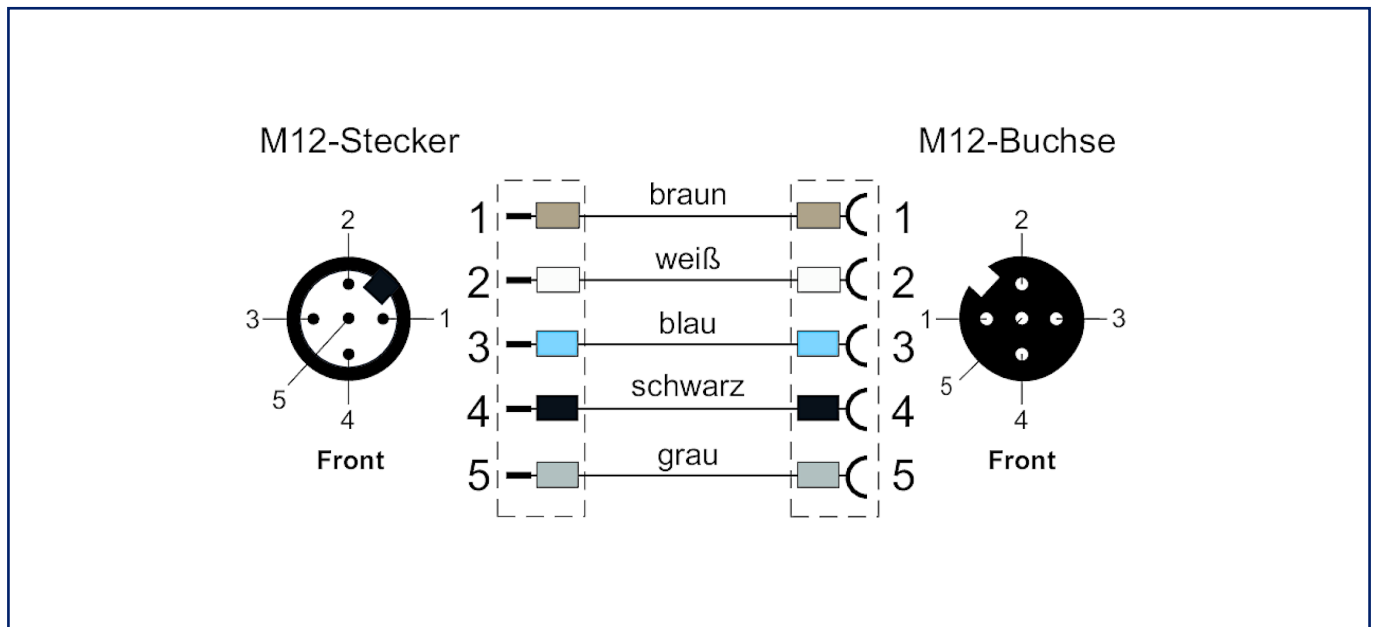 M12-Stecker
2
3
1
5
4
Front
1 braun 1
2 weiß 2
3 blau 3
4 schwarz 4
5 grau 5
M12-Buchse
2
1
3
5
4
Front